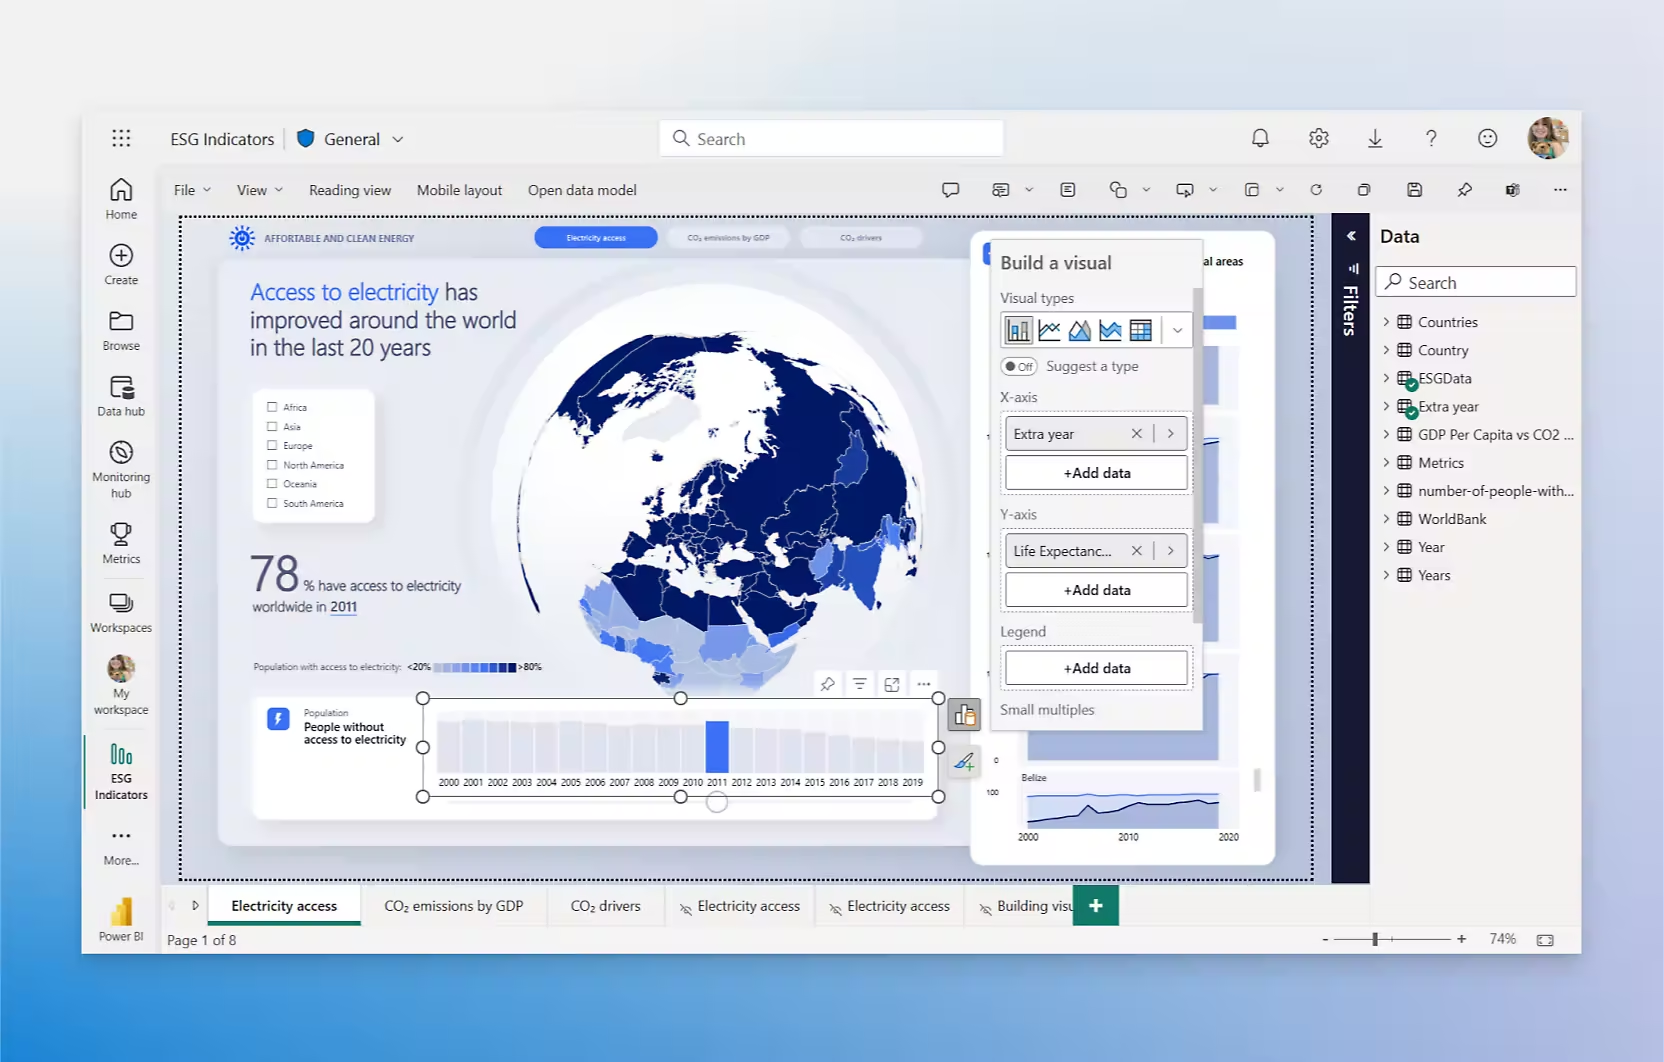 ESG Indicators
General
Search
Home
Create
Browse
Data hub
Monitoring
hub
Metrics
Workspaces
My
workspace
ESG
Indicators
More...
Power BI
File
View
Reading view
Mobile layout
Open data model
AFFORTABLE AND CLEAN ENERGY
Electricity access
CO₂ emissions by GDP
CO₂ drivers
Access to electricity has
improved around the world
in the last 20 years
Africa
Asia
Europe
North America
Oceania
South America
78 % have access to electricity
worldwide in 2011
Population with access to electricity: <20% >80%
Population
People without
access to electricity
2000 2001 2002 2003 2004 2005 2006 2007 2008 2009 2010 2011 2012 2013 2014 2015 2016 2017 2018 2019
al areas
Build a visual
Visual types
Off
Suggest a type
X-axis
Extra year
+Add data
Y-axis
Life Expectanc...
+Add data
Legend
+Add data
Small multiples
0
Belize
100
2000 2010 2020
Filters
Data
Search
Countries
Country
ESGData
Extra year
GDP Per Capita vs CO2 ...
Metrics
number-of-people-with...
WorldBank
Year
Years
Electricity access
CO₂ emissions by GDP
CO₂ drivers
Electricity access
Electricity access
Building visu
+
Page 1 of 8
- + 74%